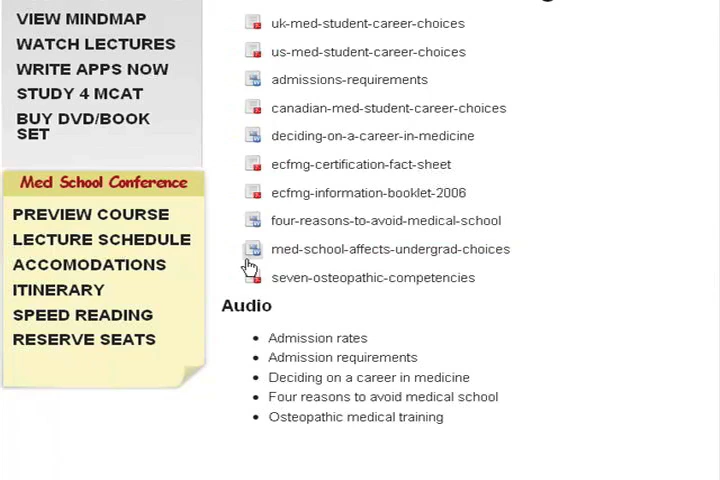 VIEW MINDMAP
WATCH LECTURES
WRITE APPS NOW
STUDY 4 MCAT
BUY DVD/BOOK
SET
Med School Conference
PREVIEW COURSE
LECTURE SCHEDULE
ACCOMODATIONS
ITINERARY
SPEED READING
RESERVE SEATS
uk-med-student-career-choices
us-med-student-career-choices
admissions-requirements
canadian-med-student-career-choices
deciding-on-a-career-in-medicine
ecfmg-certification-fact-sheet
ecfmg-information-booklet-2006
four-reasons-to-avoid-medical-school
med-school-affects-undergrad-choices
seven-osteopathic-competencies
Audio
Admission rates
Admission requirements
Deciding on a career in medicine
Four reasons to avoid medical school
Osteopathic medical training